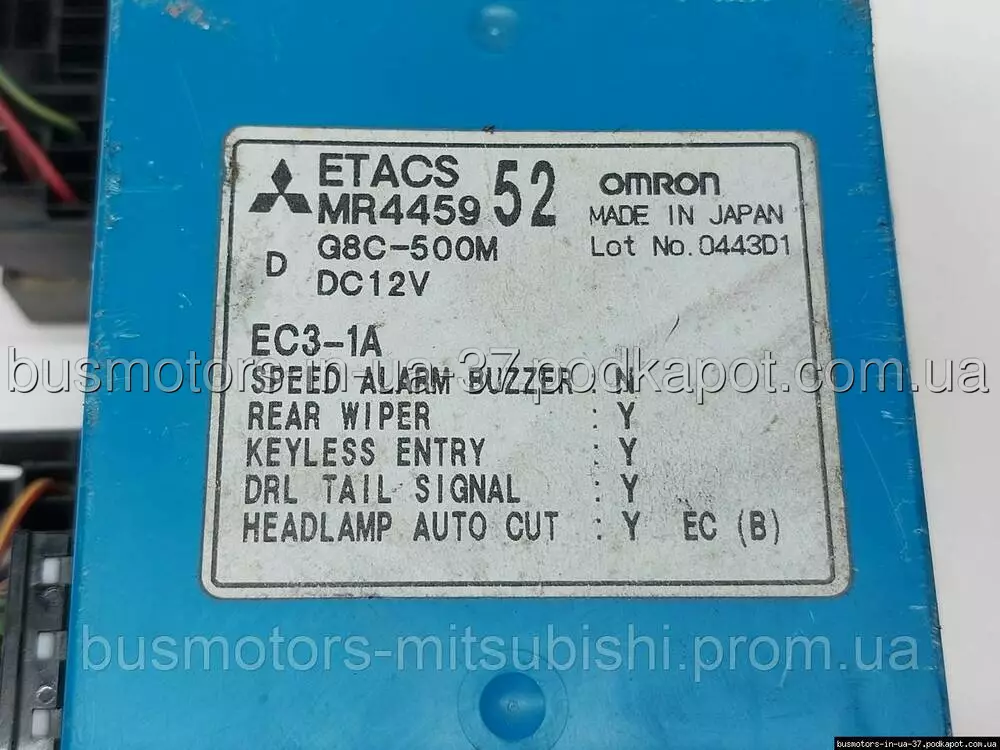 ETACS
MR4459 52
D G8C-500M
DC12V
OMRON
MADE IN JAPAN
Lot No.0443D1
EC3-1A
busmotors-in-ua-37.podkapot.com.ua
SPEED ALARM BUZZER : N
REAR WIPER : Y
KEYLESS ENTRY : Y
DRL TAIL SIGNAL : Y
HEADLAMP AUTO CUT : Y EC (B)
busmotors-mitsubishi.prom.ua
busmotors-in-ua-37.podkapot.com.ua